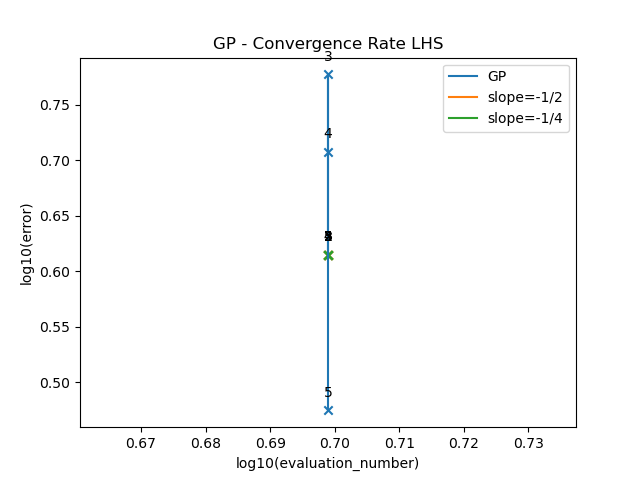 GP - Convergence Rate LHS
3
GP
slope=-1/2
slope=-1/4
0.75
4
0.70
0.65
0.60
0.55
0.50
5
log10(error)
0.67 0.68 0.69 0.70 0.71 0.72 0.73
log10(evaluation_number)